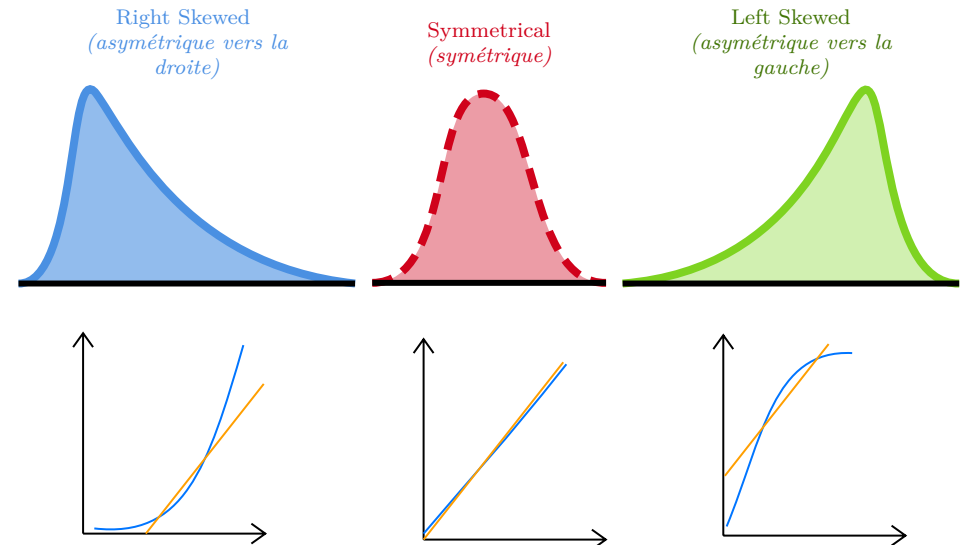 Right Skewed
(asymétrique vers la
droite)
Symmetrical
(symétrique)
Left Skewed
(asymétrique vers la
gauche)